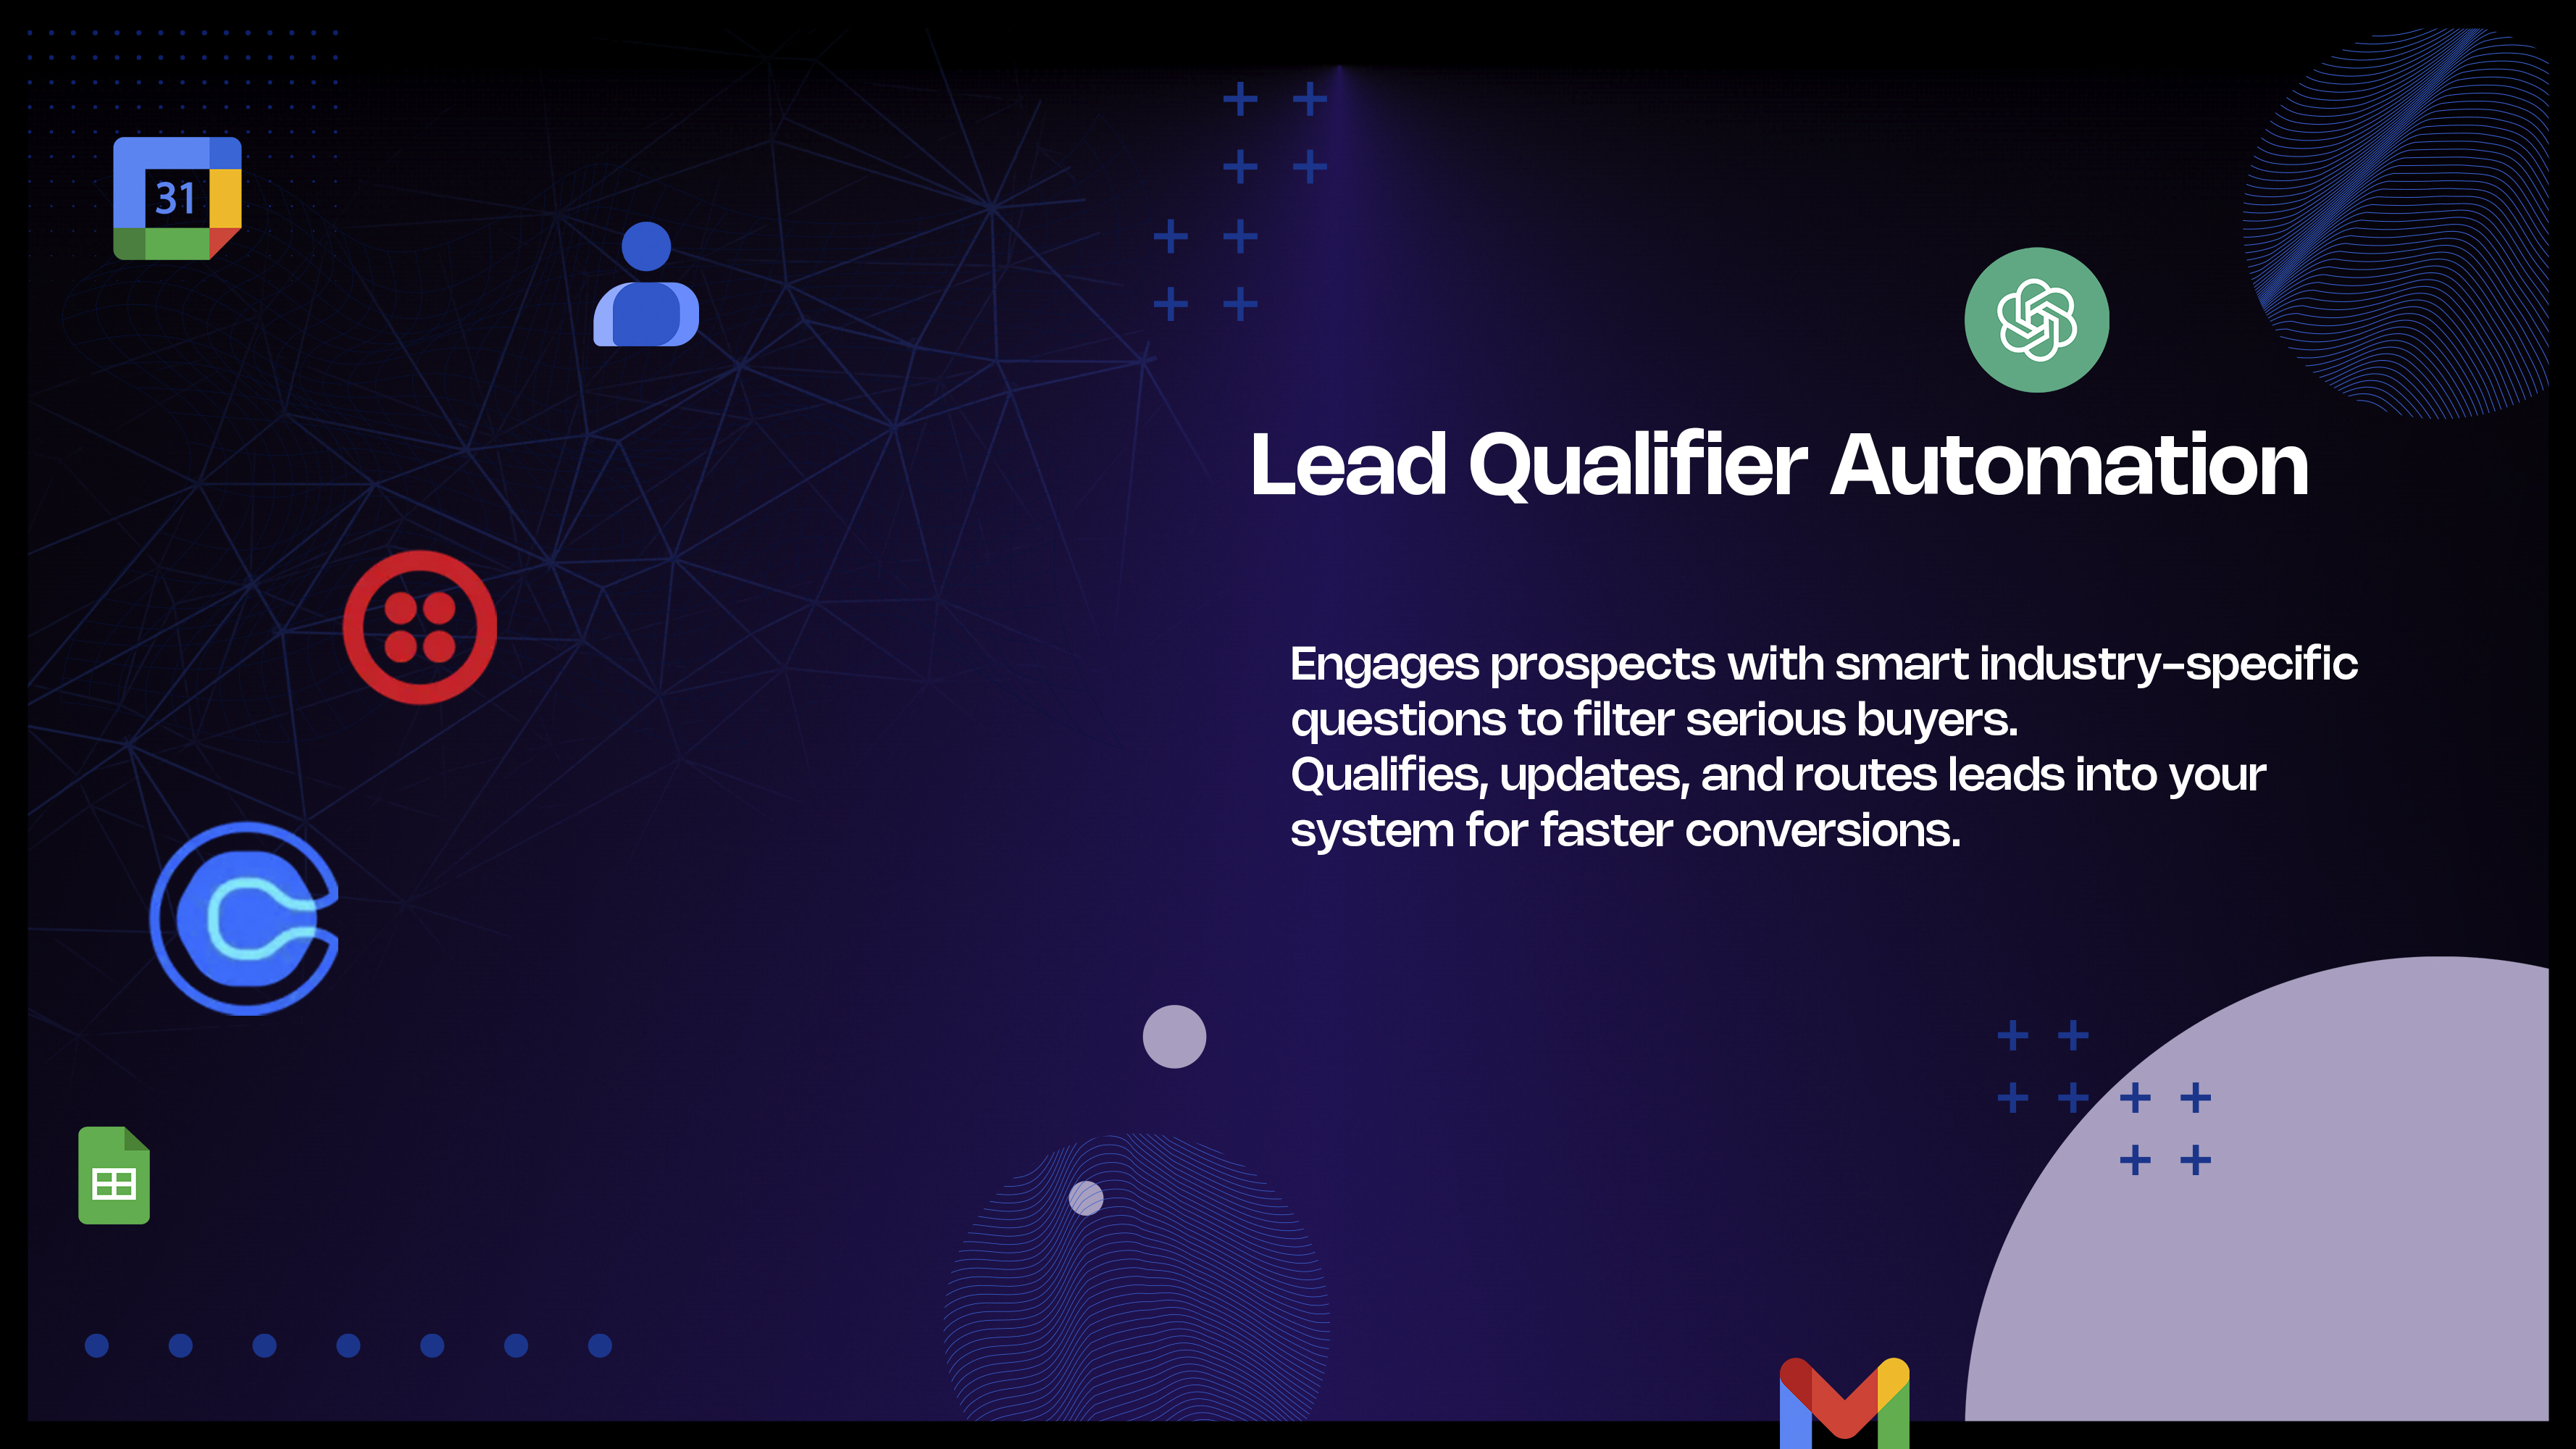 31
Lead Qualifier Automation
Engages prospects with smart industry-specific
questions to filter serious buyers.
Qualifies, updates, and routes leads into your
system for faster conversions.